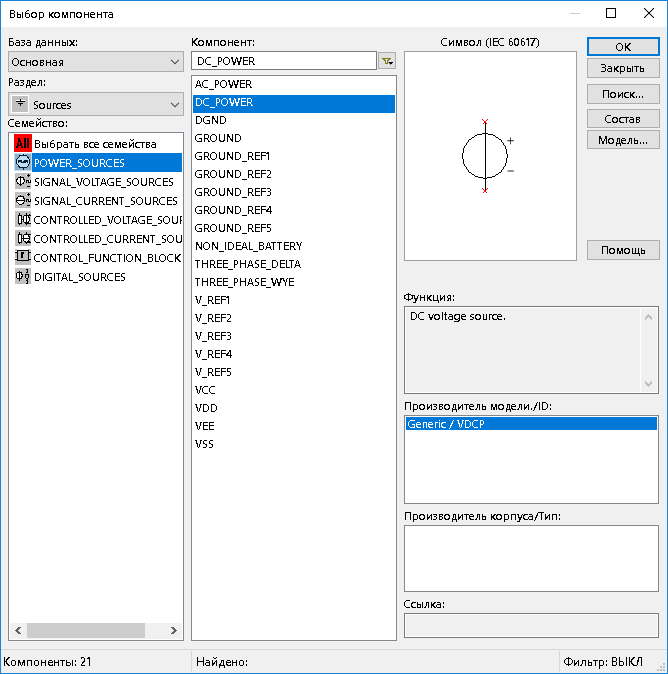 Выбор компонента
База данных:
Основная
Раздел:
Sources
Семейство:
All Выбрать все семейства
POWER_SOURCES
SIGNAL_VOLTAGE_SOURCES
SIGNAL_CURRENT_SOURCES
CONTROLLED_VOLTAGE_SOUR
CONTROLLED_CURRENT_SOU
CONTROL_FUNCTION_BLOCK
DIGITAL_SOURCES
Компонент:
DC_POWER
AC_POWER
DC_POWER
DGND
GROUND
GROUND_REF1
GROUND_REF2
GROUND_REF3
GROUND_REF4
GROUND_REF5
NON_IDEAL_BATTERY
THREE_PHASE_DELTA
THREE_PHASE_WYE
V_REF1
V_REF2
V_REF3
V_REF4
V_REF5
VCC
VDD
VEE
VSS
Символ (IEC 60617)
+
−
OK
Закрыть
Поиск...
Состав
Модель...
Помощь
Функция:
DC voltage source.
Производитель модели./ID:
Generic / VDCP
Производитель корпуса/Тип:
Ссылка:
Компоненты: 21
Найдено:
Фильтр: ВЫКЛ